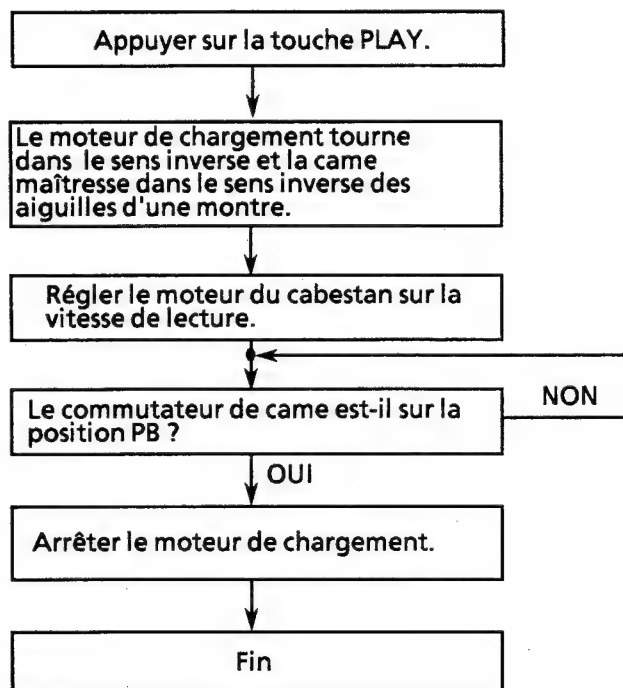 Appuyer sur la touche PLAY.
Le moteur de chargement tourne
dans le sens inverse et la came
maîtresse dans le sens inverse des
aiguilles d'une montre.
Régler le moteur du cabestan sur la
vitesse de lecture.
Le commutateur de came est-il sur la
position PB ?
NON
OUI
Arrêter le moteur de chargement.
Fin